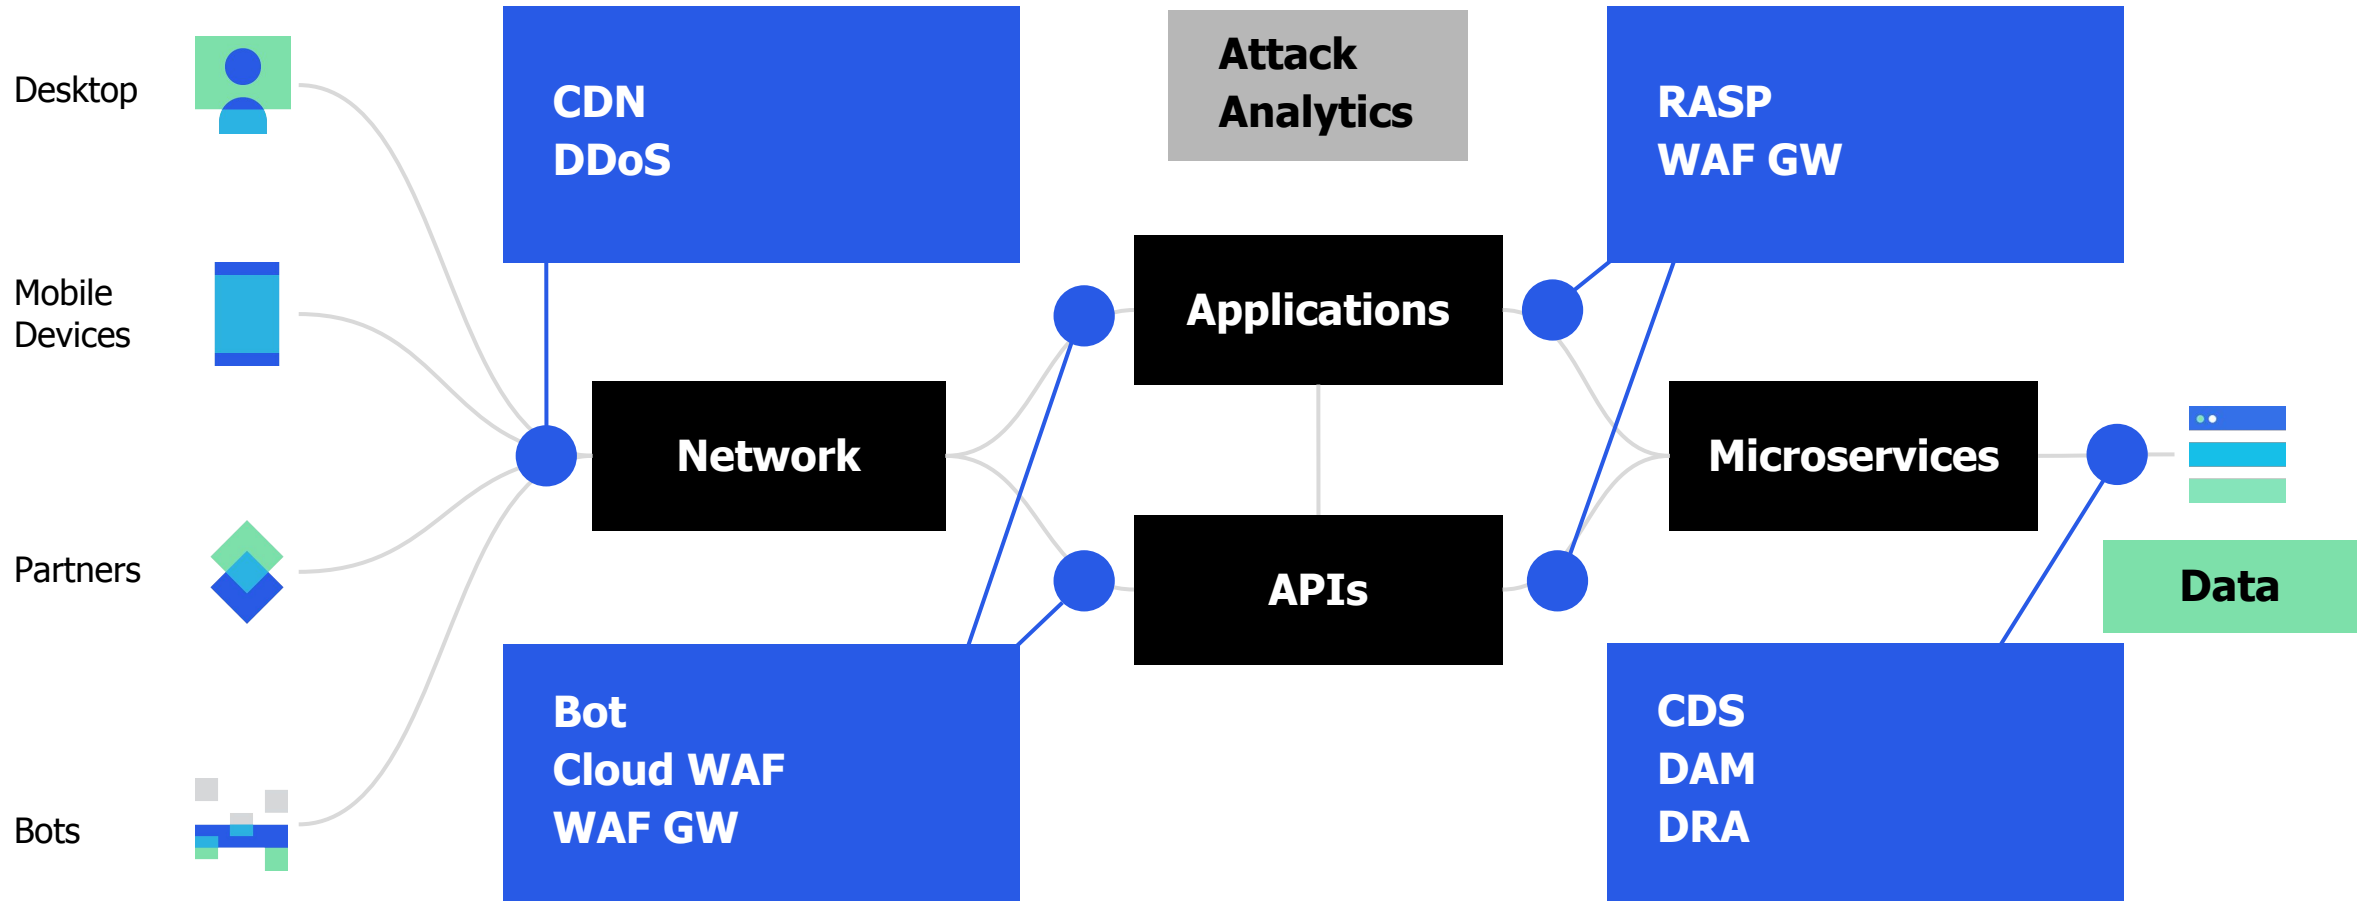 Desktop
Mobile
Devices
Partners
Bots
CDN
DDoS
Network
Bot
Cloud WAF
WAF GW
Attack
Analytics
Applications
APIs
RASP
WAF GW
Microservices
CDS
DAM
DRA
Data